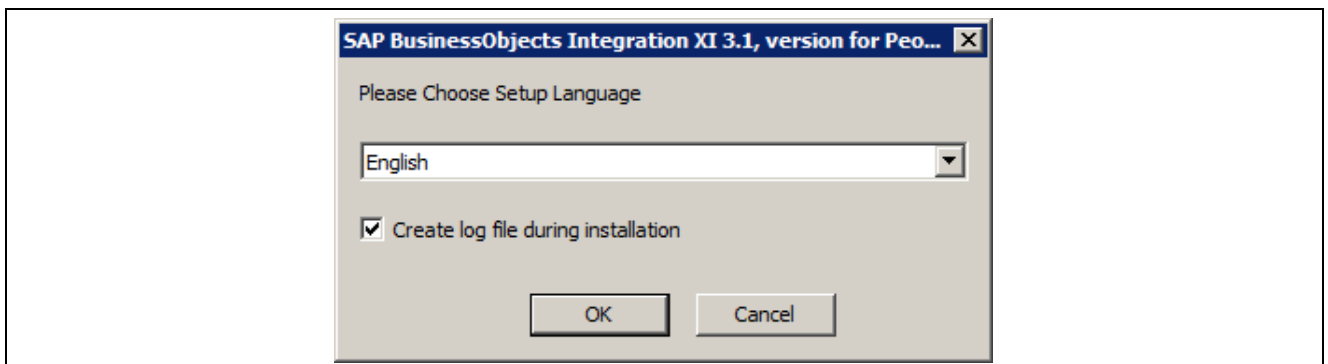 SAP BusinessObjects Integration XI 3.1, version for Peo...
Please Choose Setup Language
English
Create log file during installation
OK Cancel